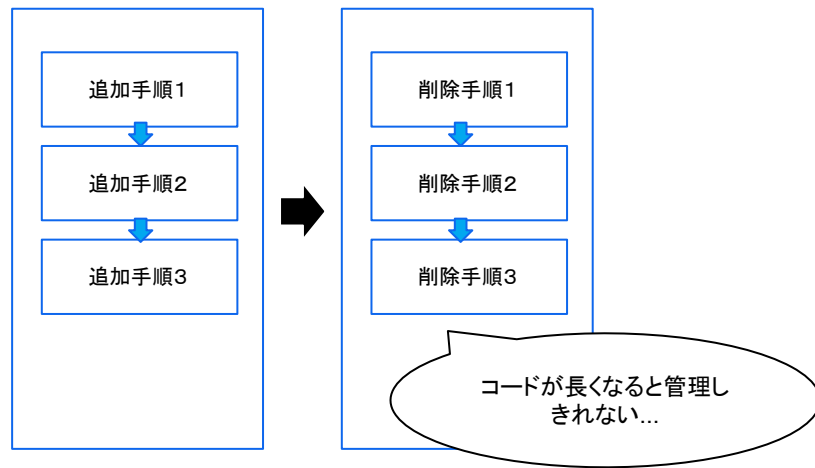 追加手順１
追加手順２
追加手順３
削除手順１
削除手順２
削除手順３
コードが長くなると管理し
きれない...